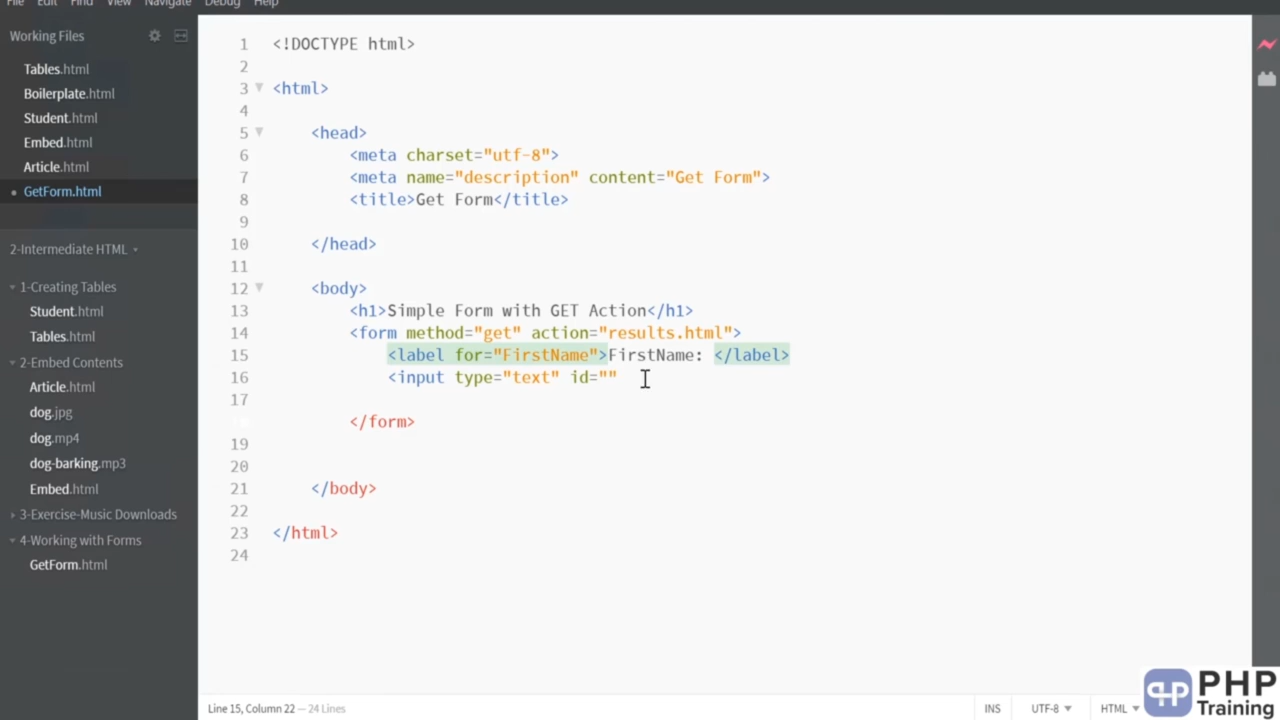 File Edit Find View Navigate Debug Help
Working Files
Tables.html
Boilerplate.html
Student.html
Embed.html
Article.html
GetForm.html
2-Intermediate HTML
1-Creating Tables
Student.html
Tables.html
2-Embed Contents
Article.html
dog.jpg
dog.mp4
dog-barking.mp3
Embed.html
3-Exercise-Music Downloads
4-Working with Forms
GetForm.html
1 <!DOCTYPE html>
2
3 <html>
4
5 <head>
6 <meta charset="utf-8">
7 <meta name="description" content="Get Form">
8 <title>Get Form</title>
9
10 </head>
11
12 <body>
13 <h1>Simple Form with GET Action</h1>
14 <form method="get" action="results.html">
15 <label for="FirstName">FirstName: </label>
16 <input type="text" id=""
17
</form>
19
20
21 </body>
22
23 </html>
24
Line 15, Column 22 — 24 Lines
INS UTF-8 HTML
PHP
Training